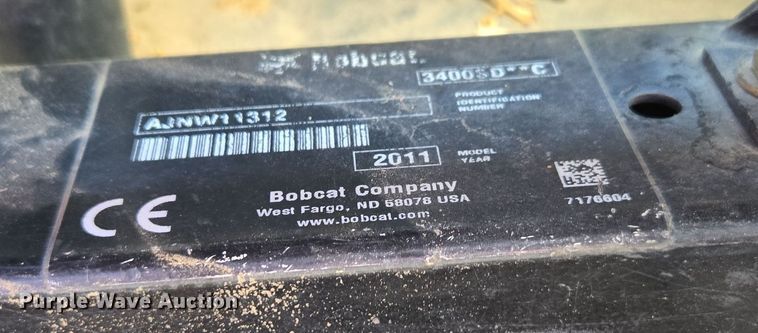 Bobcat.
3400SD**C
PRODUCT
IDENTIFICATION
NUMBER
AJNW11312
2011
MODEL
YEAR
Bobcat Company
West Fargo, ND 58078 USA
www.bobcat.com
CE
7176604
Purple Wave Auction